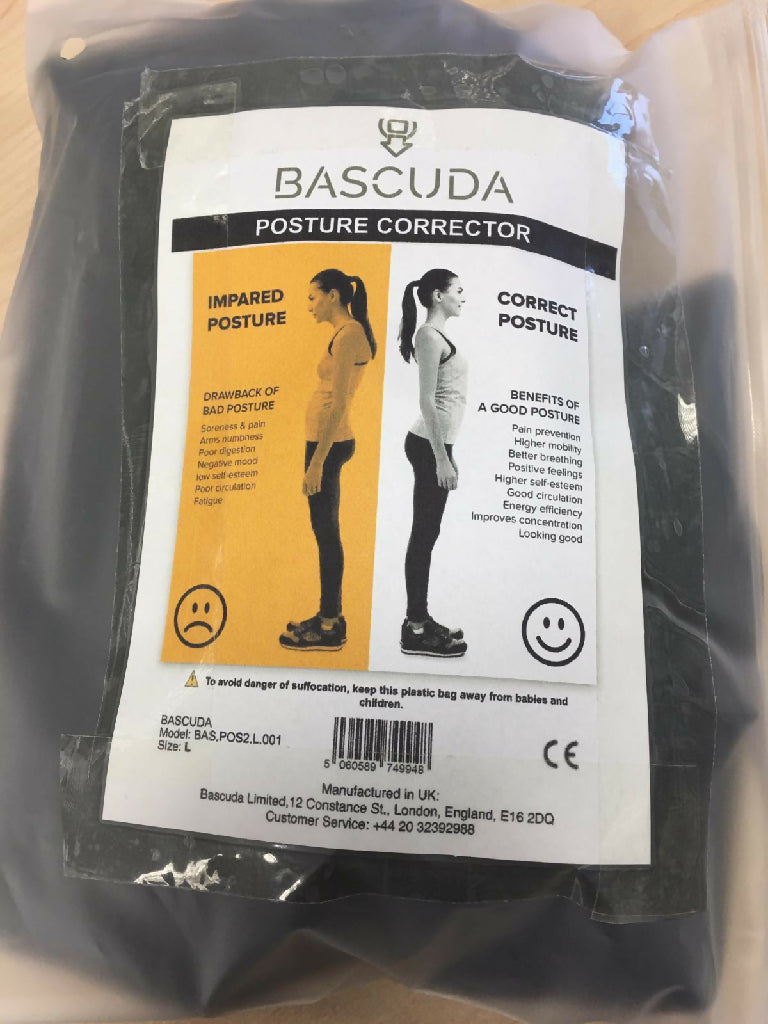 BASCUDA
POSTURE CORRECTOR
IMPARED
POSTURE
DRAWBACK OF
BAD POSTURE
Soreness & pain
Arms numbness
Poor digestion
Negative mood
low self-esteem
Poor circulation
Fatigue
CORRECT
POSTURE
BENEFITS OF
A GOOD POSTURE
Pain prevention
Higher mobility
Better breathing
Positive feelings
Higher self-esteem
Good circulation
Energy efficiency
Improves concentration
Looking good
To avoid danger of suffocation, keep this plastic bag away from babies and
children.
BASCUDA
Model: BAS.POS2.L.001
Size: L
5 060589 749948
CE
Manufactured in UK:
Bascuda Limited,12 Constance St., London, England, E16 2DQ
Customer Service: +44 20 32392988